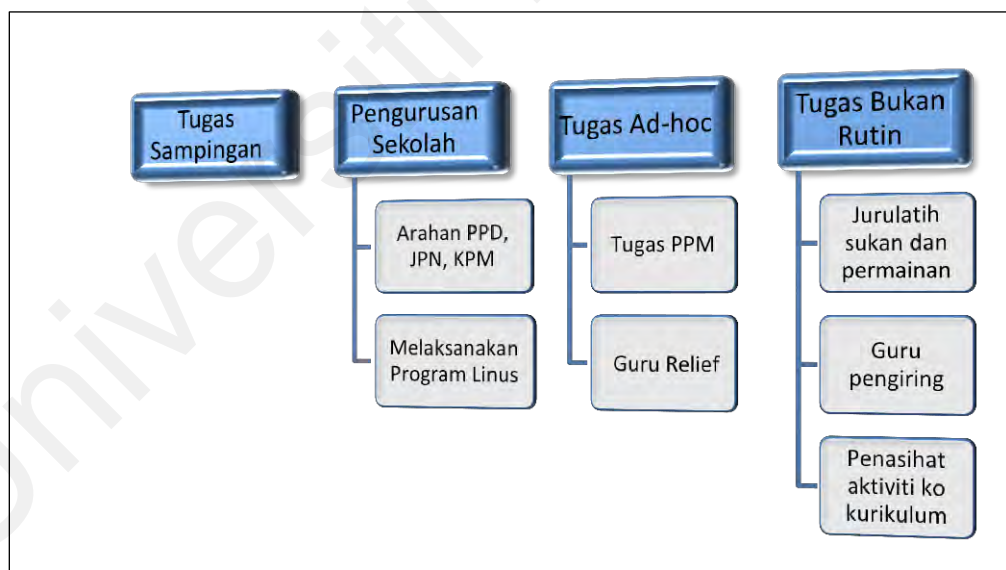 Tugas
Sampingan
Pengurusan
Sekolah
Arahan PPD,
JPN, KPM
Melaksanakan
Program Linus
Tugas Ad-hoc
Tugas PPM
Guru Relief
Tugas Bukan
Rutin
Jurulatih
sukan dan
permainan
Guru
pengiring
Penasihat
aktiviti ko
kurikulum
Universiti